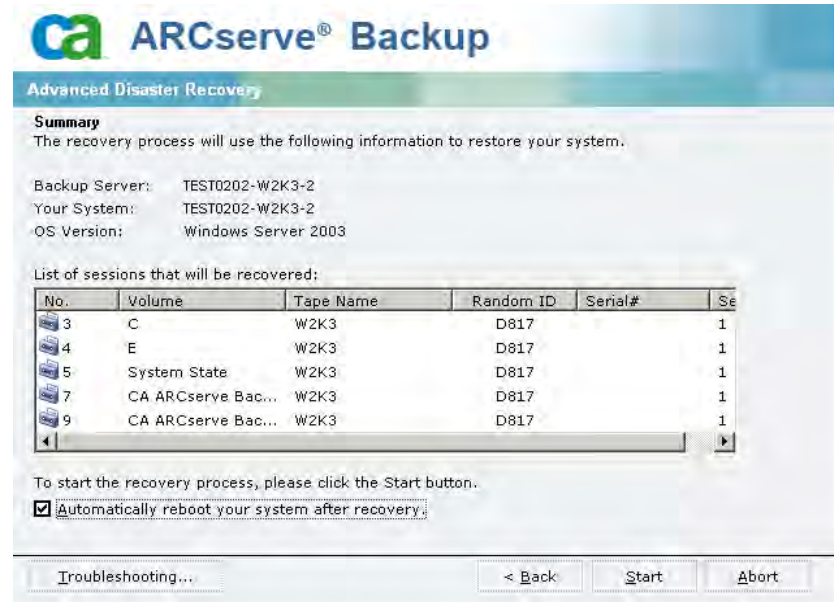 ca ARCserve® Backup
Advanced Disaster Recovery
Summary
The recovery process will use the following information to restore your system.
Backup Server: TEST0202-W2K3-2
Your System: TEST0202-W2K3-2
OS Version: Windows Server 2003
List of sessions that will be recovered:
No. Volume Tape Name Random ID Serial# Se
3 C W2K3 D817 1
4 E W2K3 D817 1
5 System State W2K3 D817 1
7 CA ARCserve Bac... W2K3 D817 1
9 CA ARCserve Bac... W2K3 D817 1
To start the recovery process, please click the Start button.
Automatically reboot your system after recovery.
Troubleshooting... < Back Start Abort